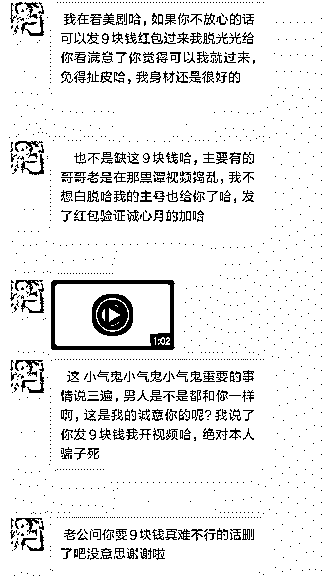 我在看美剧哈，如果你不放心的话
可以发9块钱红包过来我脱光光给
你看满意了你觉得可以我就过来，
免得扯皮哈，我身材还是很好的
也不是缺这9块钱哈，主要有的
哥哥老是在那里谭视频捣乱，我不
想白脱哈我的主号也给你了哈，发
了红包验证诚心月的加哈
1:02
这 小气鬼小气鬼小气鬼重要的事
情说三遍，男人是不是都和你一样
啊，这是我的诚意你的呢？我说了
你发9块钱我开视频哈，绝对本人
骗子死
老公问你要9块钱真难不行的话删
了吧没意思谢谢啦